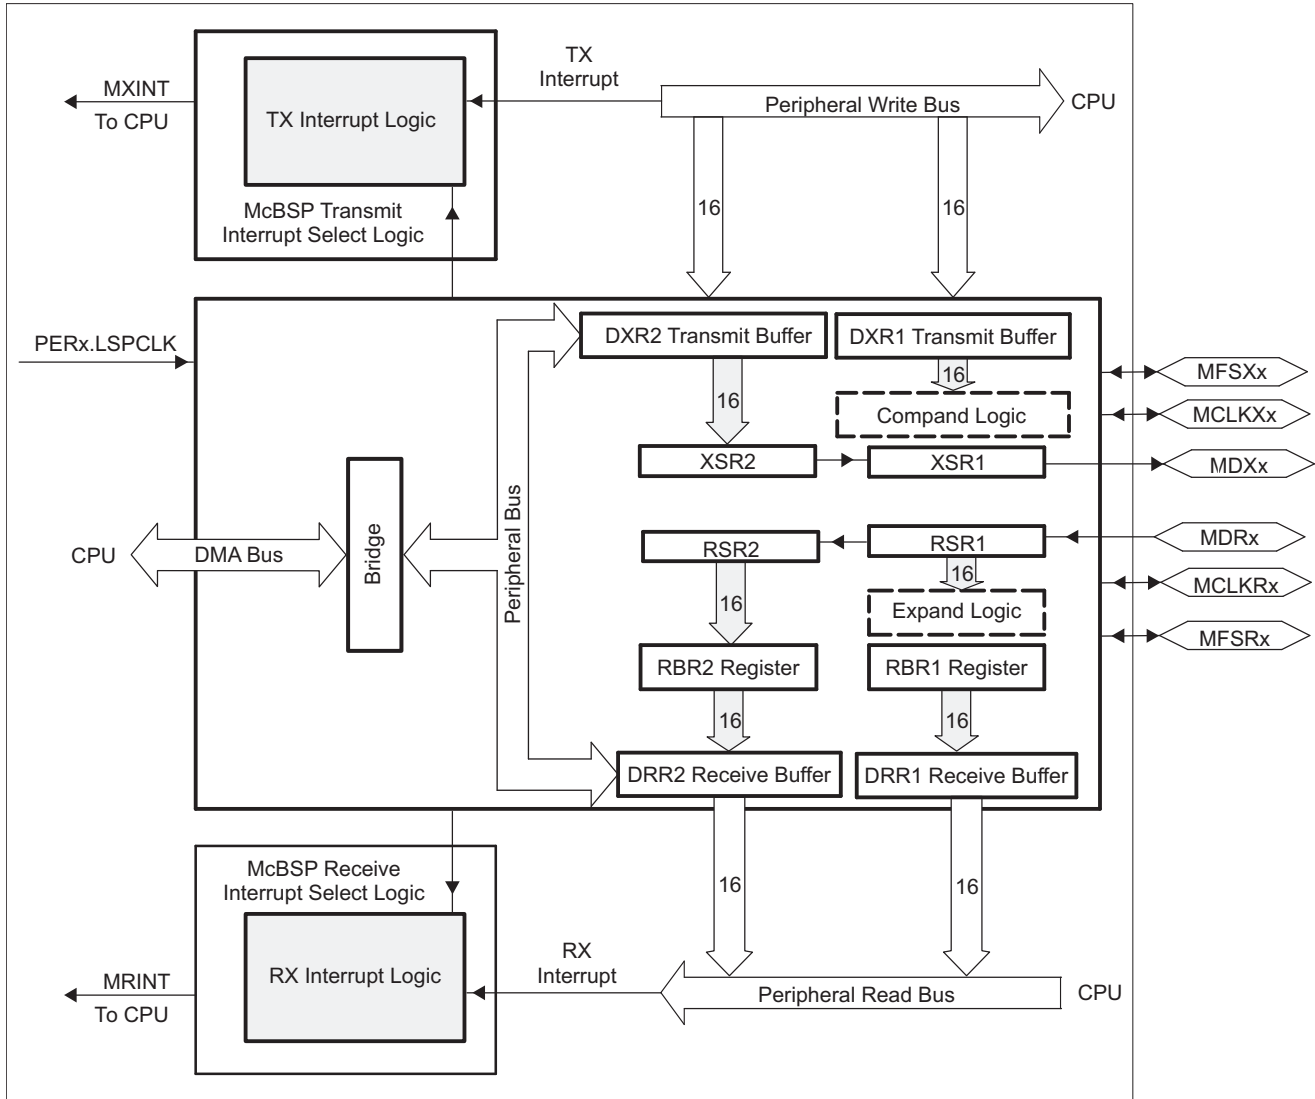 TX
Interrupt
MXINT
To CPU
TX Interrupt Logic
Peripheral Write Bus
CPU
McBSP Transmit
Interrupt Select Logic
16
16
PERx.LSPCLK
DXR2 Transmit Buffer
DXR1 Transmit Buffer
16
16
Compand Logic
MFSXx
MCLKXx
XSR2
XSR1
MDXx
Peripheral Bus
CPU
DMA Bus
Bridge
RSR2
RSR1
MDRx
16
16
Expand Logic
MCLKRx
MFSRx
RBR2 Register
RBR1 Register
16
16
DRR2 Receive Buffer
DRR1 Receive Buffer
McBSP Receive
Interrupt Select Logic
16
16
RX Interrupt Logic
RX
Interrupt
MRINT
To CPU
Peripheral Read Bus
CPU